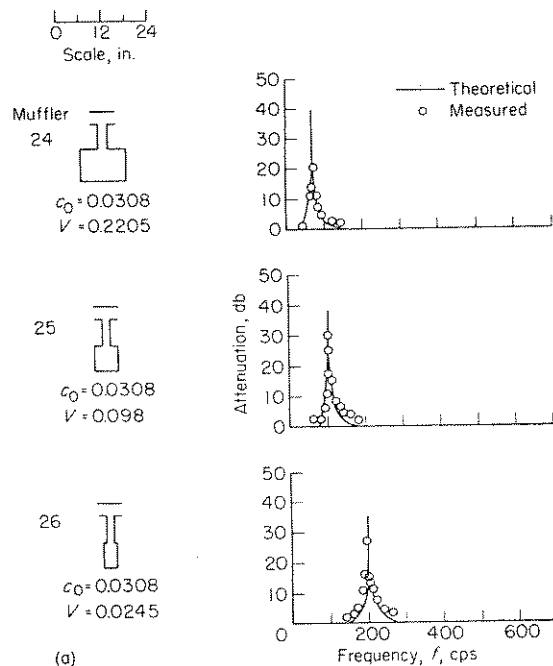 0 12 24
Scale, in.
Muffler
24
c₀=0.0308
V=0.2205
50
40
30
20
10
0
Theoretical
Measured
25
c₀=0.0308
V=0.098
Attenuation, db
50
40
30
20
10
0
26
c₀=0.0308
V=0.0245
50
40
30
20
10
0
200 400 600
Frequency, f, cps
(a)